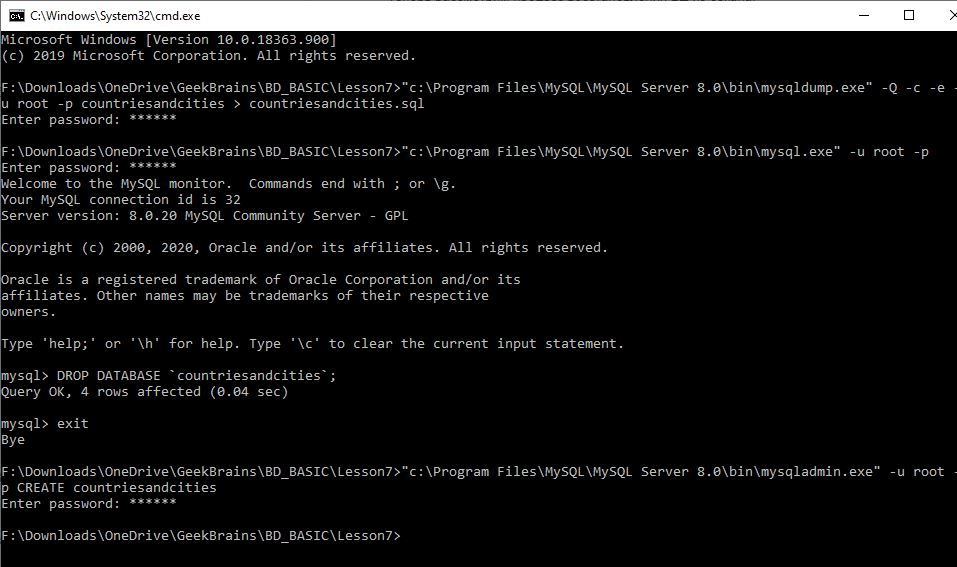 C:\Windows\System32\cmd.exe
Microsoft Windows [Version 10.0.18363.900]
(c) 2019 Microsoft Corporation. All rights reserved.
F:\Downloads\OneDrive\GeekBrains\BD_BASIC\Lesson7>"c:\Program Files\MySQL\MySQL Server 8.0\bin\mysqldump.exe" -Q -c -e -
u root -p countriesandcities > countriesandcities.sql
Enter password: ******
F:\Downloads\OneDrive\GeekBrains\BD_BASIC\Lesson7>"c:\Program Files\MySQL\MySQL Server 8.0\bin\mysql.exe" -u root -p
Enter password: ******
Welcome to the MySQL monitor.  Commands end with ; or \g.
Your MySQL connection id is 32
Server version: 8.0.20 MySQL Community Server - GPL
Copyright (c) 2000, 2020, Oracle and/or its affiliates. All rights reserved.
Oracle is a registered trademark of Oracle Corporation and/or its
affiliates. Other names may be trademarks of their respective
owners.
Type 'help;' or '\h' for help. Type '\c' to clear the current input statement.
mysql> DROP DATABASE `countriesandcities`;
Query OK, 4 rows affected (0.04 sec)
mysql> exit
Bye
F:\Downloads\OneDrive\GeekBrains\BD_BASIC\Lesson7>"c:\Program Files\MySQL\MySQL Server 8.0\bin\mysqladmin.exe" -u root -
p CREATE countriesandcities
Enter password: ******
F:\Downloads\OneDrive\GeekBrains\BD_BASIC\Lesson7>